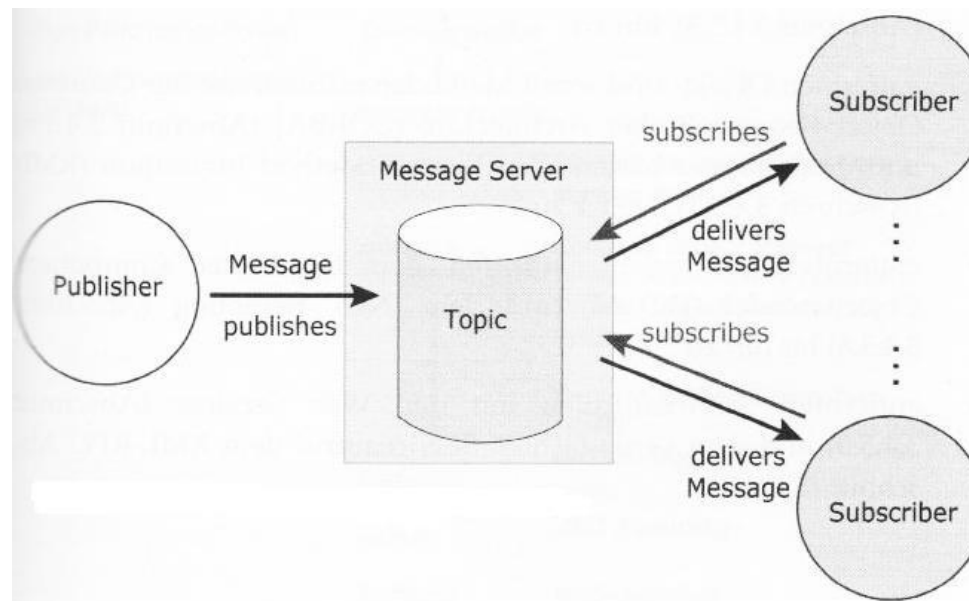 Subscriber
subscribes
Message Server
delivers
Message
Publisher
Message
publishes
Topic
subscribes
delivers
Message
Subscriber